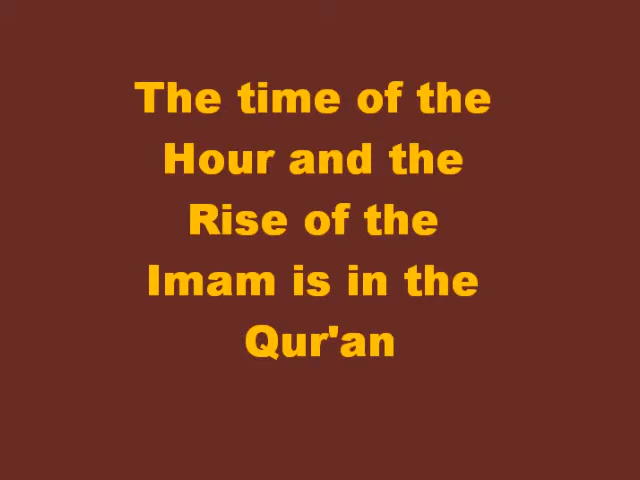 The time of the
Hour and the
Rise of the
Imam is in the
Qur'an